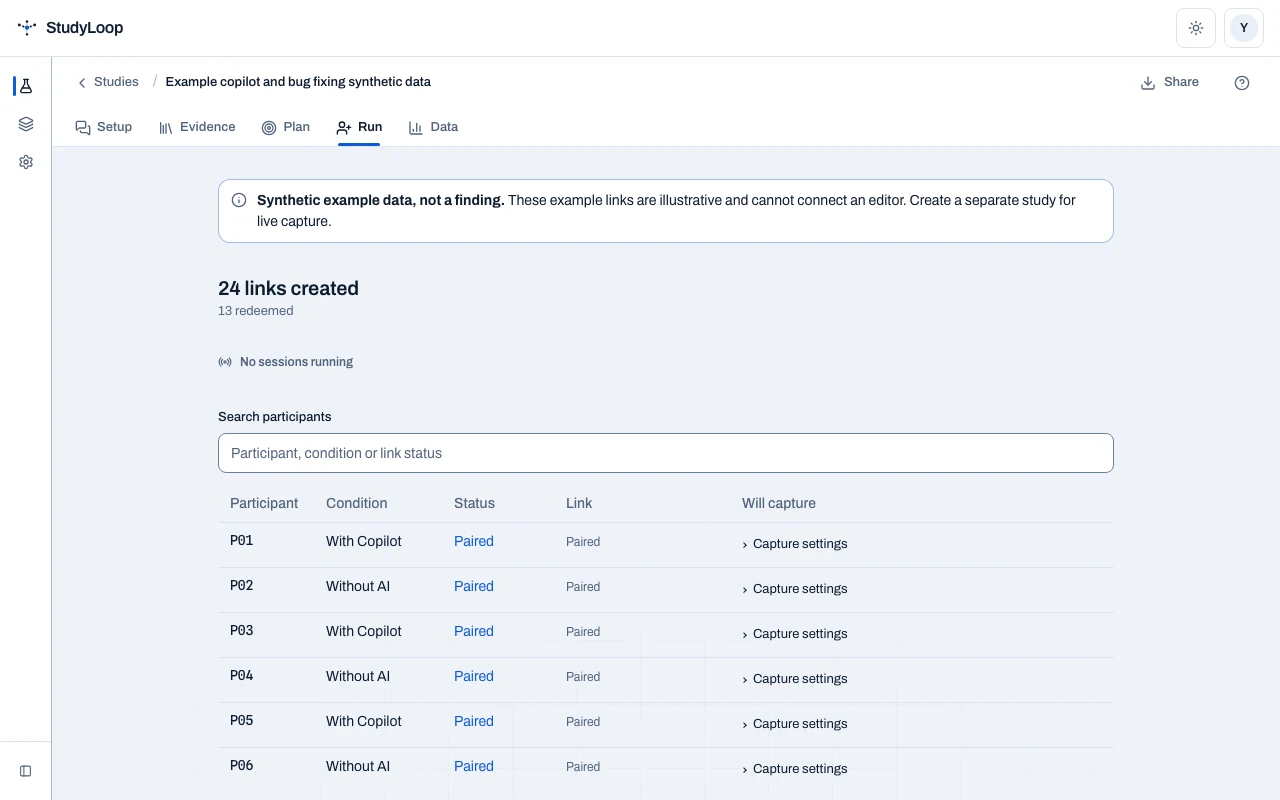 StudyLoop
Y
Studies / Example copilot and bug fixing synthetic data
Share
Setup
Evidence
Plan
Run
Data
Synthetic example data, not a finding. These example links are illustrative and cannot connect an editor. Create a separate study for
live capture.
24 links created
13 redeemed
No sessions running
Search participants
Participant, condition or link status
Participant Condition Status Link Will capture
P01 With Copilot Paired Paired › Capture settings
P02 Without AI Paired Paired › Capture settings
P03 With Copilot Paired Paired › Capture settings
P04 Without AI Paired Paired › Capture settings
P05 With Copilot Paired Paired › Capture settings
P06 Without AI Paired Paired › Capture settings